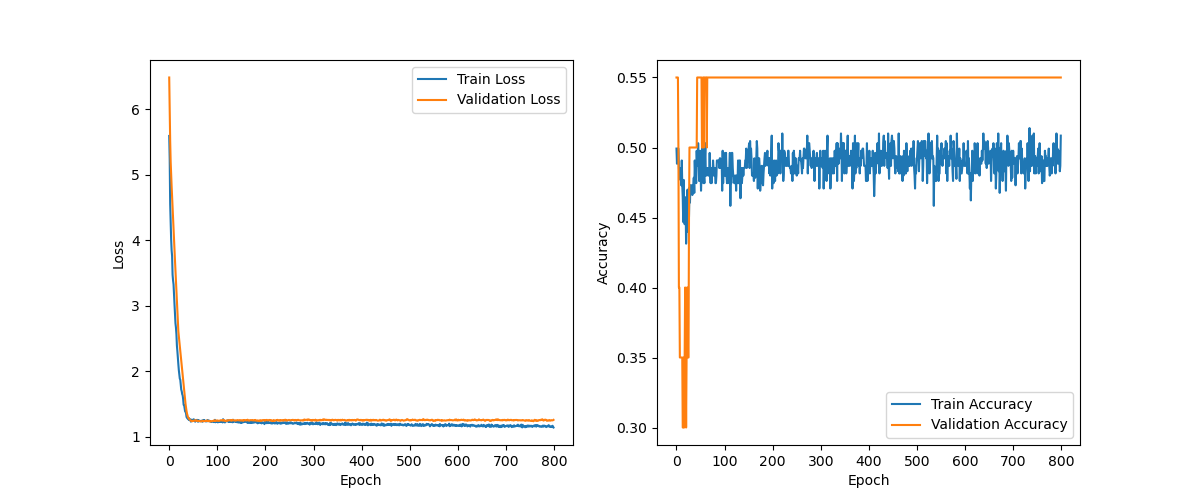 Train Loss
Validation Loss
6
5
4
3
2
1
Loss
0 100 200 300 400 500 600 700 800
Epoch
0.55
0.50
0.45
0.40
0.35
0.30
Accuracy
Train Accuracy
Validation Accuracy
0 100 200 300 400 500 600 700 800
Epoch